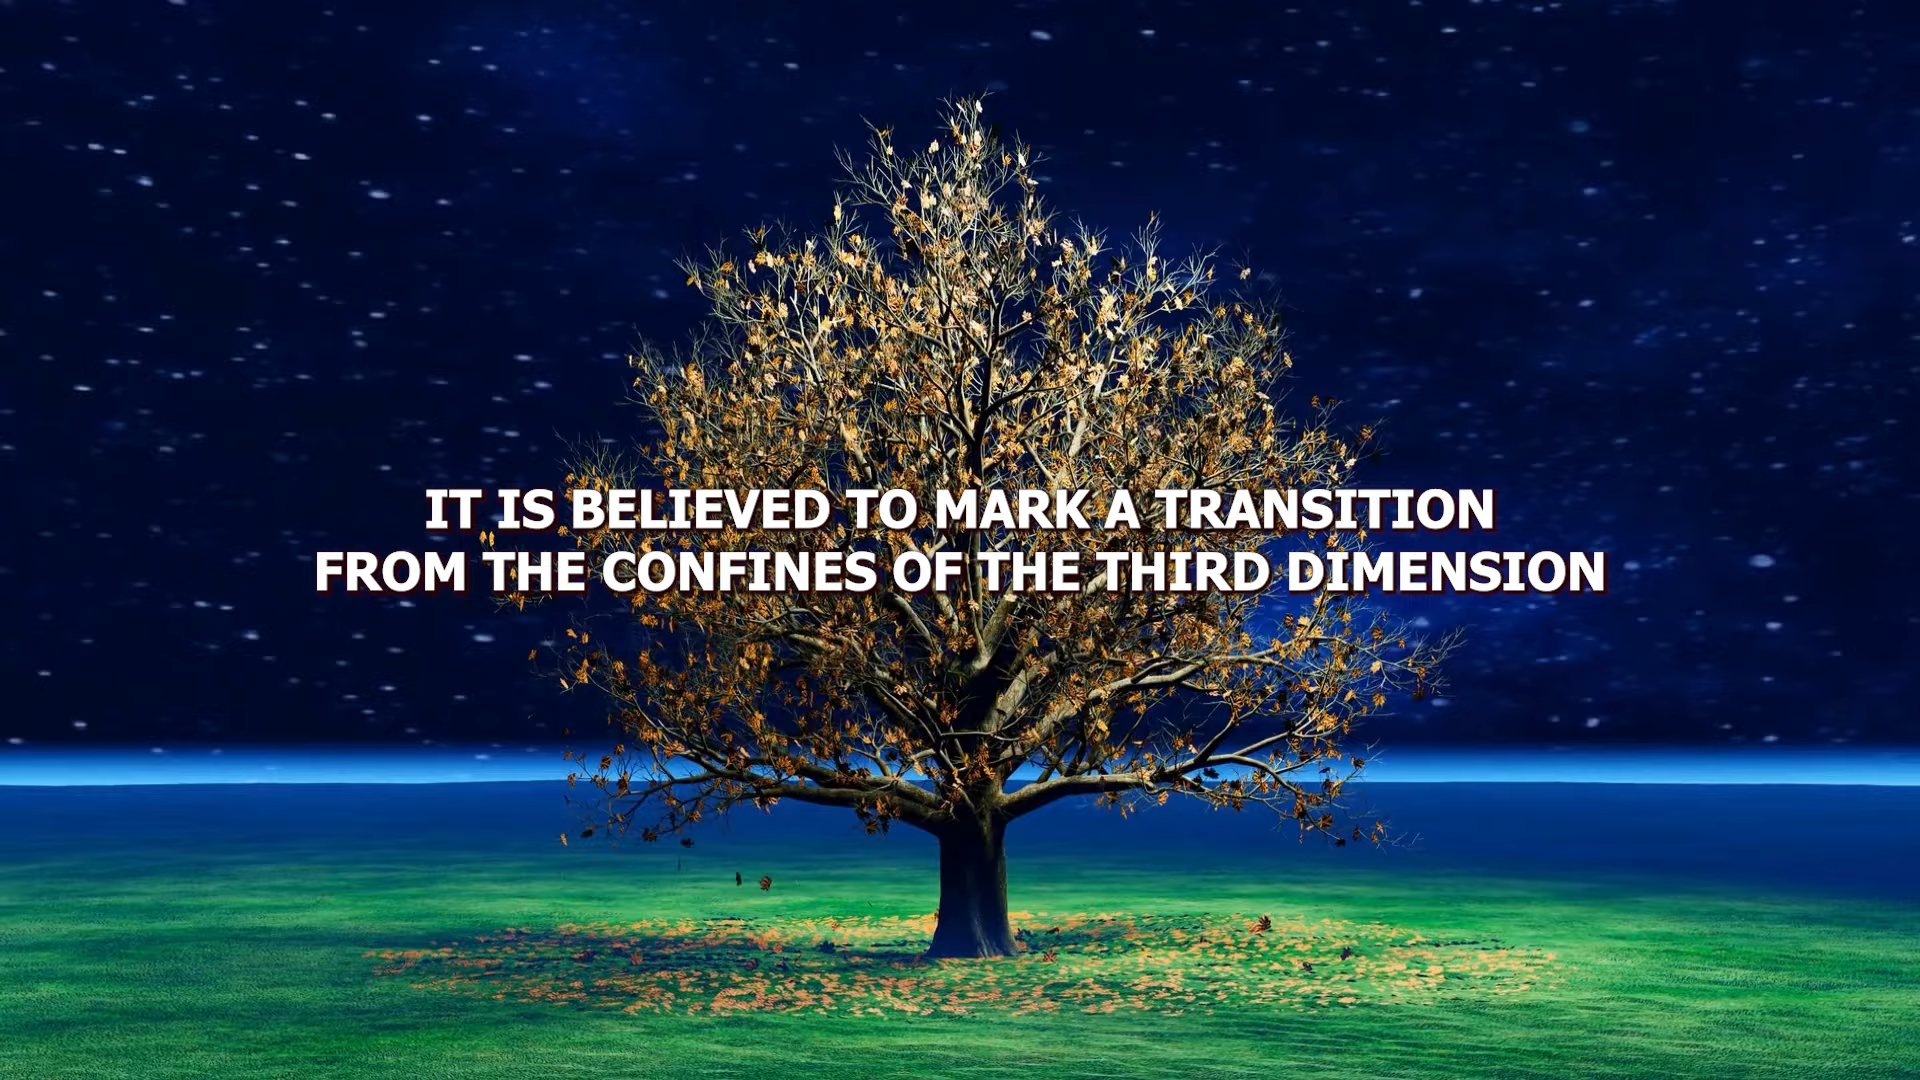 IT IS BELIEVED TO MARK A TRANSITION
FROM THE CONFINES OF THE THIRD DIMENSION